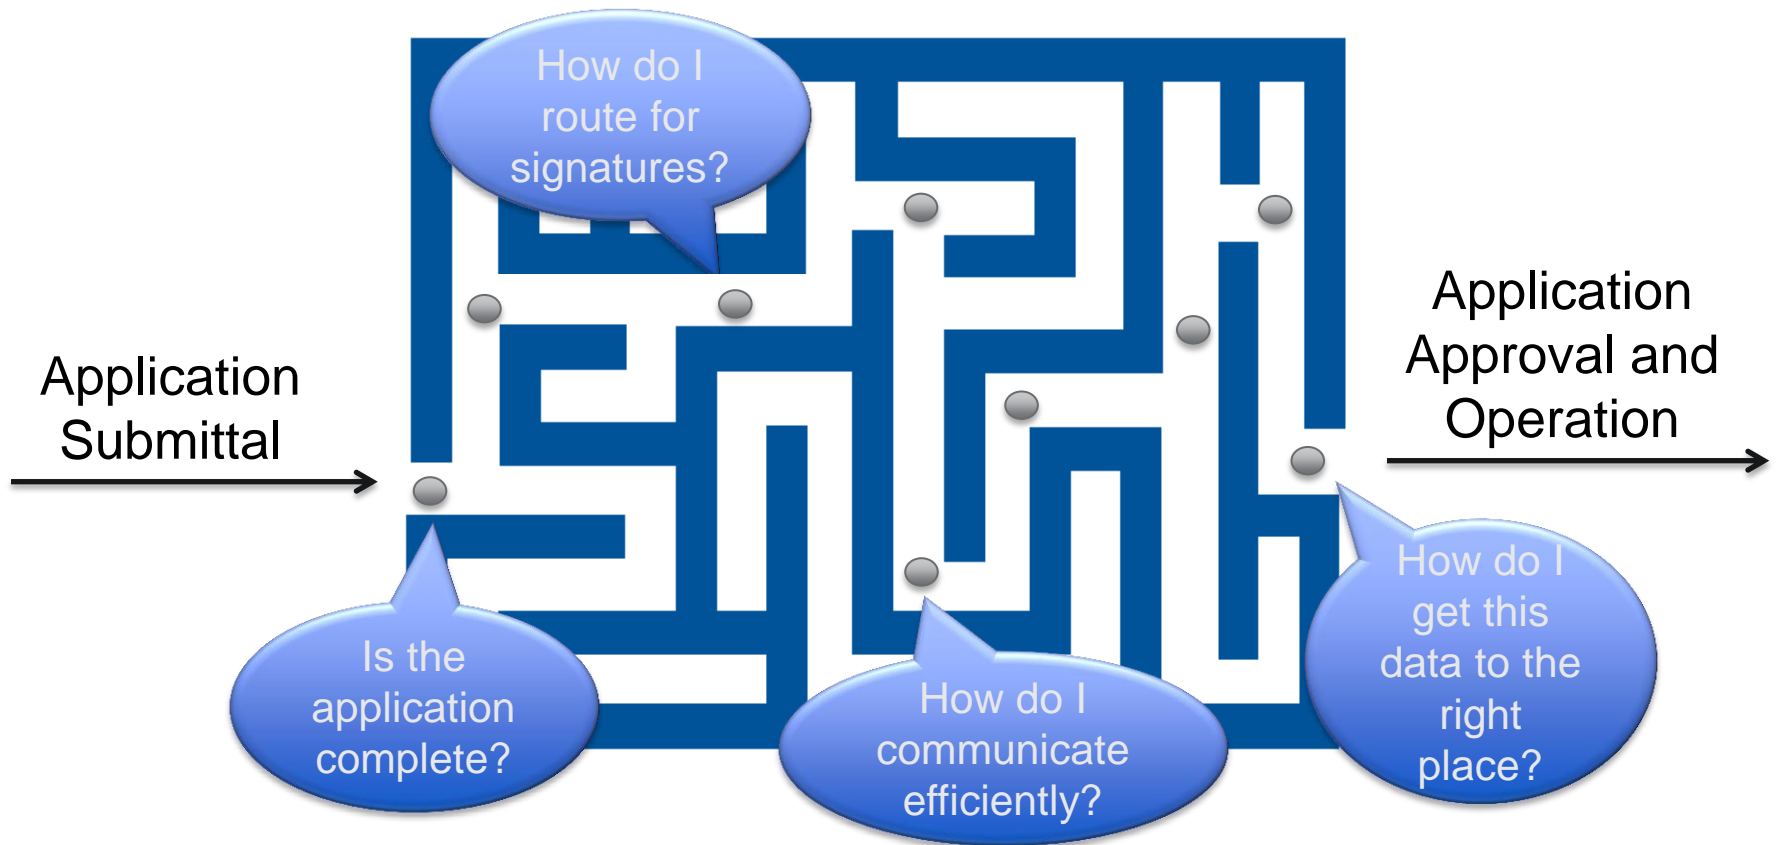 How do I
route for
signatures?
Application
Submittal
Application
Approval and
Operation
Is the
application
complete?
How do I
communicate
efficiently?
How do I
get this
data to the
right
place?